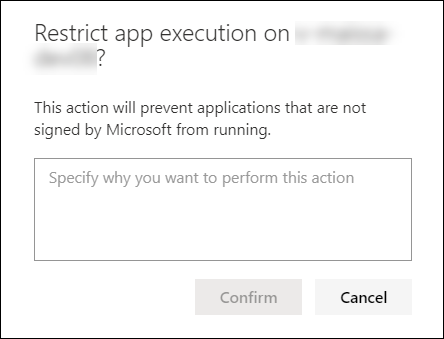 Restrict app execution on
?
This action will prevent applications that are not
signed by Microsoft from running.
Specify why you want to perform this action
Confirm Cancel